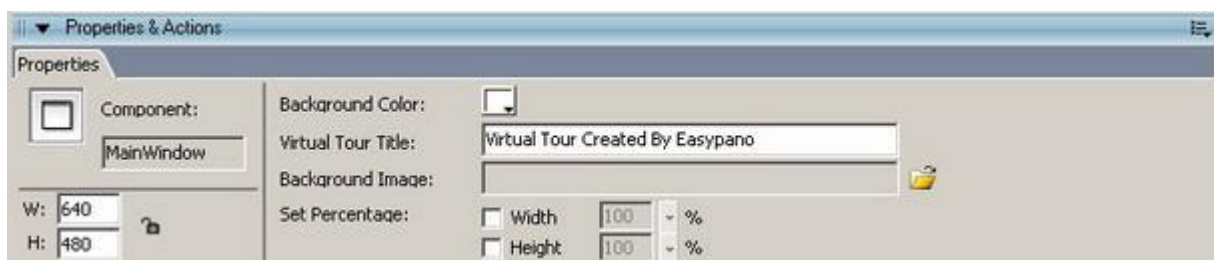 Properties & Actions
Properties
Component:
MainWindow
W: 640
H: 480
Background Color:
Virtual Tour Title: Virtual Tour Created By Easypano
Background Image:
Set Percentage: Width 100 %
Height 100 %